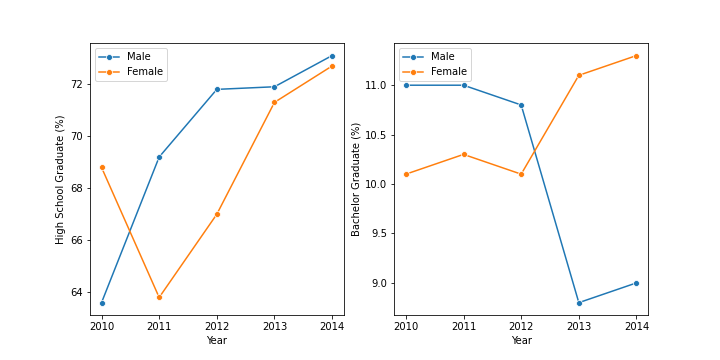 Male
Female
High School Graduate (%)
72
70
68
66
64
2010 2011 2012 2013 2014
Year
Male
Female
Bachelor Graduate (%)
11.0
10.5
10.0
9.5
9.0
2010 2011 2012 2013 2014
Year